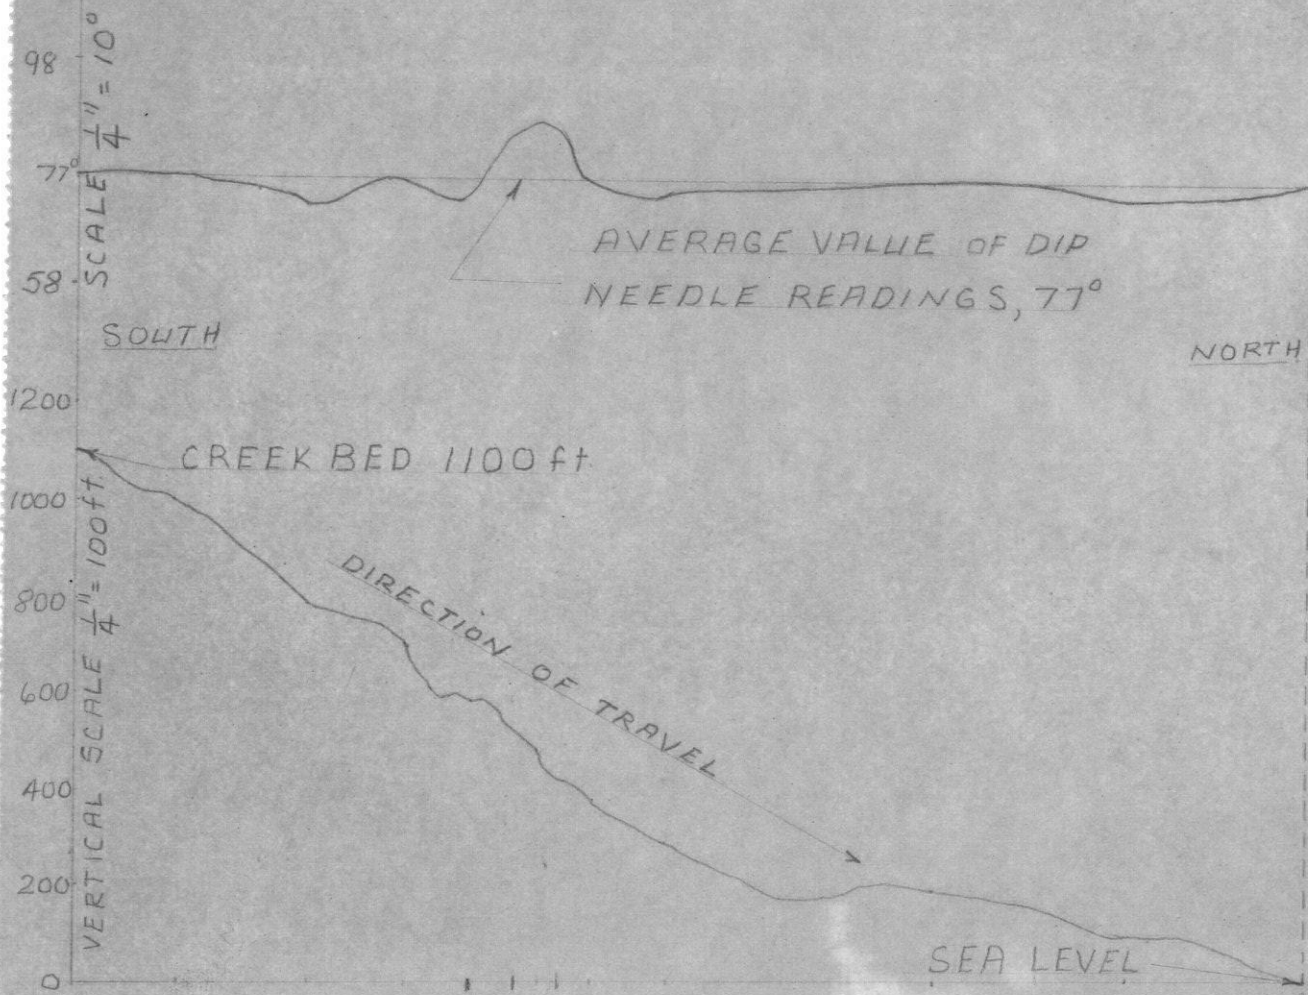 98
77°
58
SCALE 1/4" = 10°
AVERAGE VALUE OF DIP
NEEDLE READINGS, 77°
SOUTH
NORTH
1200
1000
800
600
400
200
0
VERTICAL SCALE 1/4" = 100 ft.
CREEK BED 1100 ft.
DIRECTION OF TRAVEL
SEA LEVEL